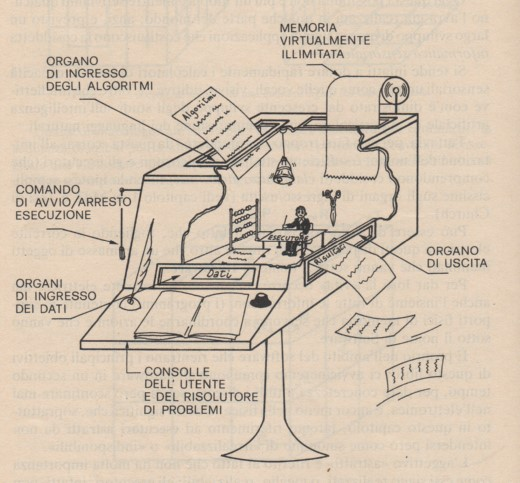 MEMORIA
VIRTUALMENTE
ILLIMITATA
ORGANO
DI INGRESSO
DEGLI ALGORITMI
Algoritmi
COMANDO
DI AVVIO/ARRESTO
ESECUZIONE
ESECUTORE
Risultati
ORGANO
DI USCITA
Dati
ORGANI
DI INGRESSO
DEI DATI
CONSOLLE
DELL' UTENTE
E DEL RISOLUTORE
DI PROBLEMI